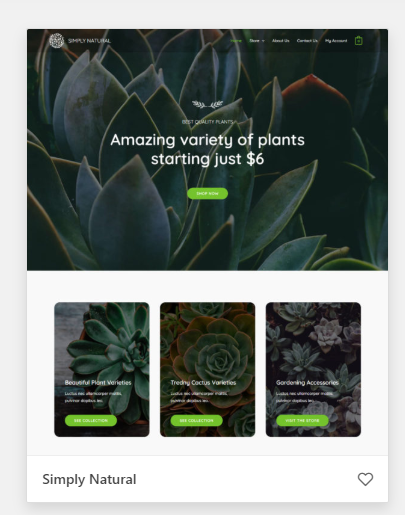 SIMPLY NATURAL
Home Store About Us Contact Us My Account
BEST QUALITY PLANTS
Amazing variety of plants
starting just $6
SHOP NOW
Beautiful Plant Varieties
Luctus nec ullamcorper mattis,
pulvinar dapibus leo.
SEE COLLECTION
Tredny Cactus Varieties
Luctus nec ullamcorper mattis,
pulvinar dapibus leo.
SEE COLLECTION
Gardening Accessories
Luctus nec ullamcorper mattis,
pulvinar dapibus leo.
VISIT THE STORE
Simply Natural